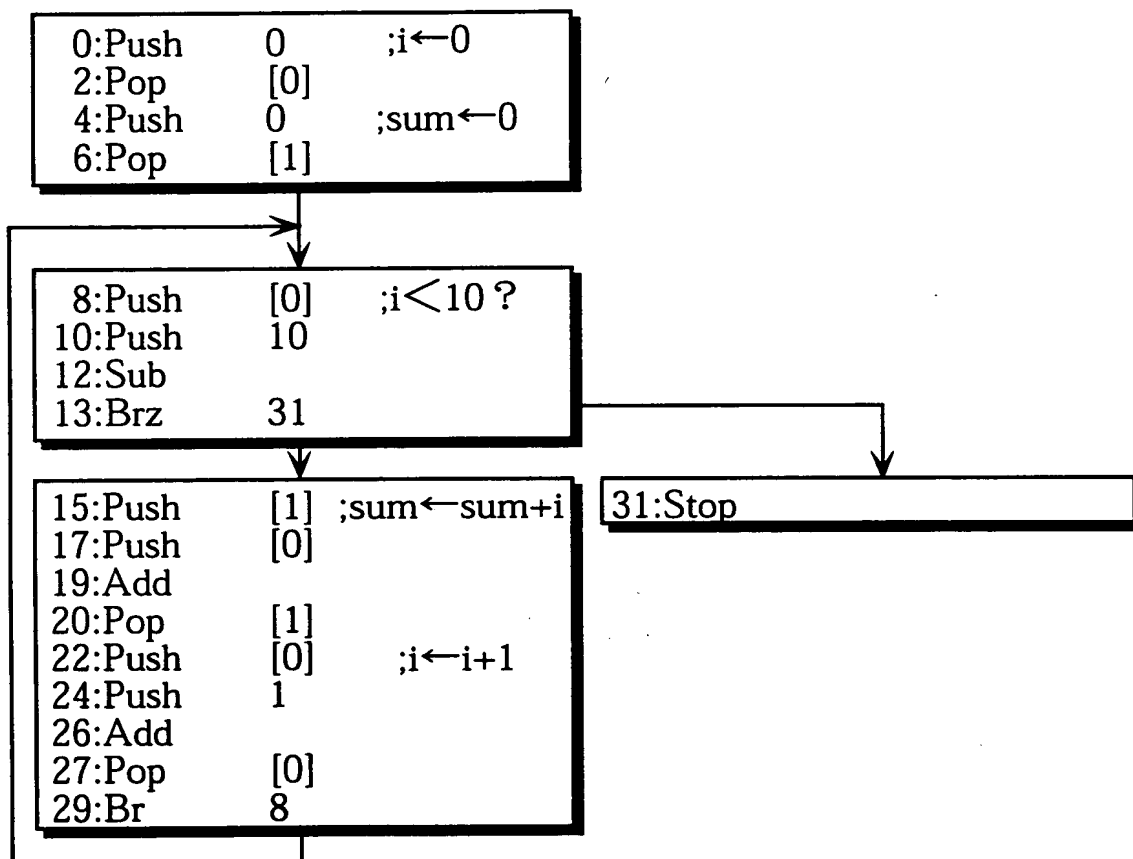 0:Push 0 ;i←0
2:Pop [0]
4:Push 0 ;sum←0
6:Pop [1]
8:Push [0] ;i<10?
10:Push 10
12:Sub
13:Brz 31
15:Push [1] ;sum←sum+i
17:Push [0]
19:Add
20:Pop [1]
22:Push [0] ;i←i+1
24:Push 1
26:Add
27:Pop [0]
29:Br 8
31:Stop